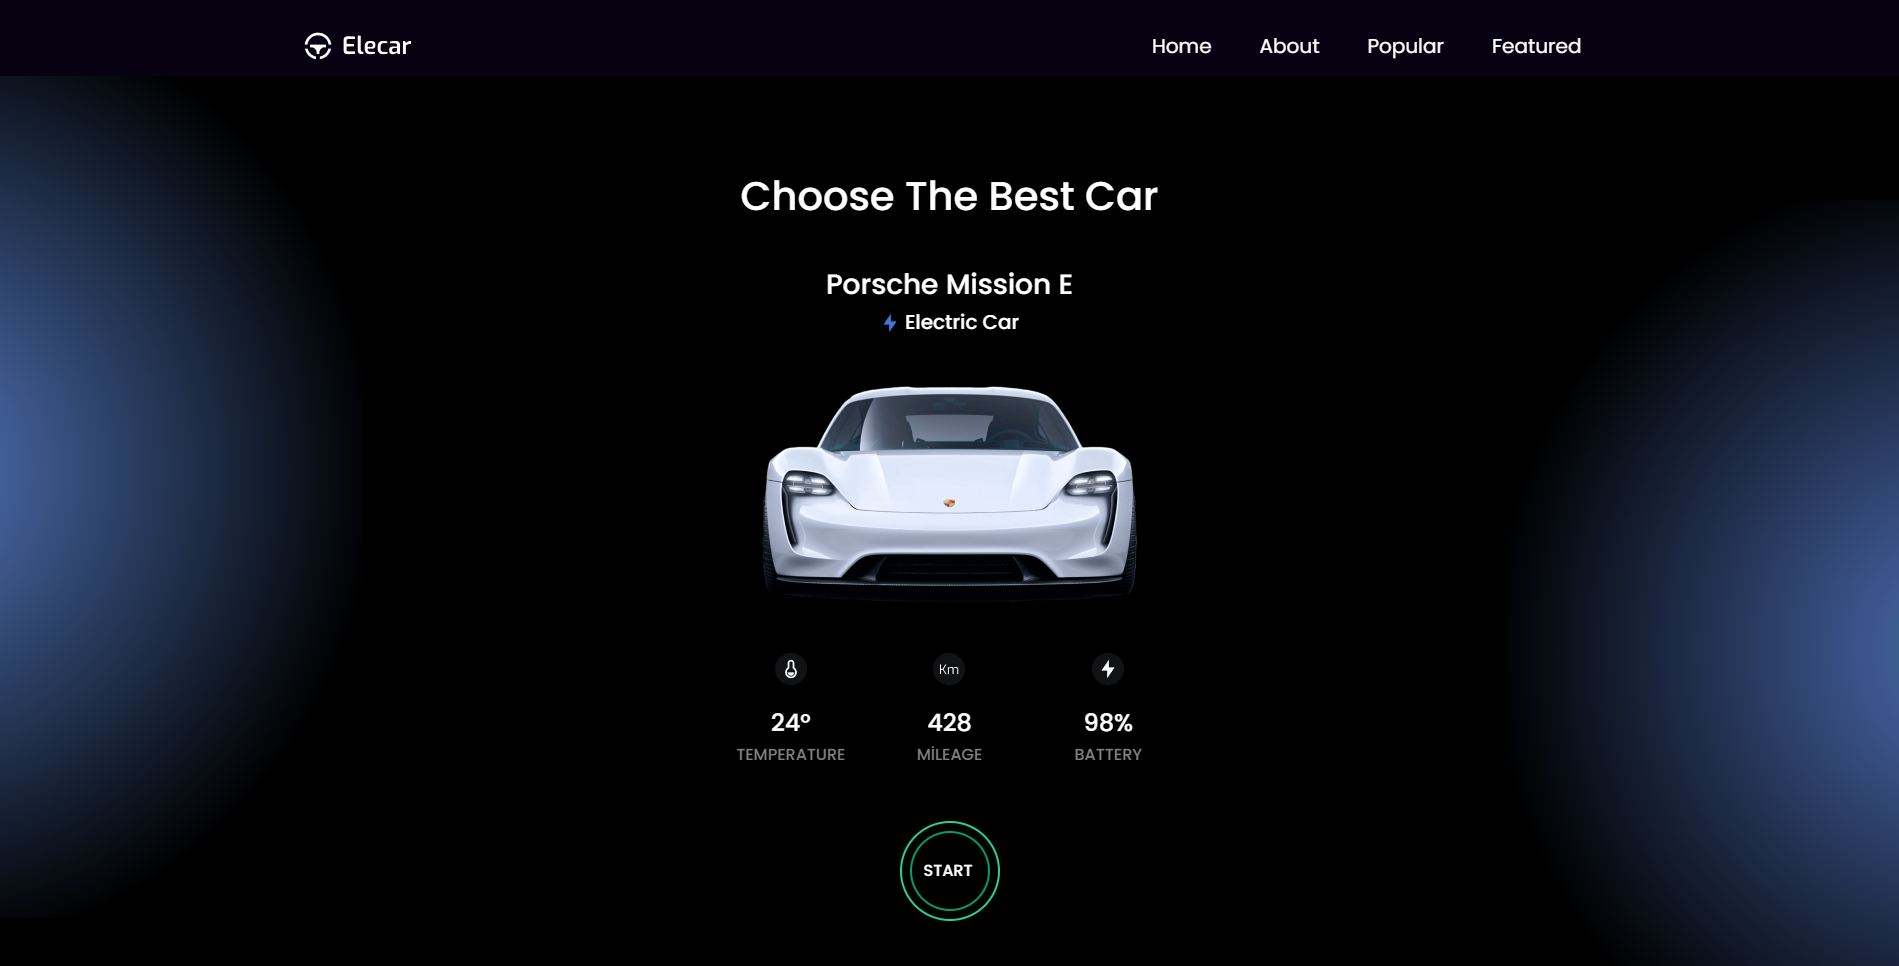 Elecar
Home About Popular Featured
Choose The Best Car
Porsche Mission E
Electric Car
Km
24° 428 98%
TEMPERATURE MİLEAGE BATTERY
START